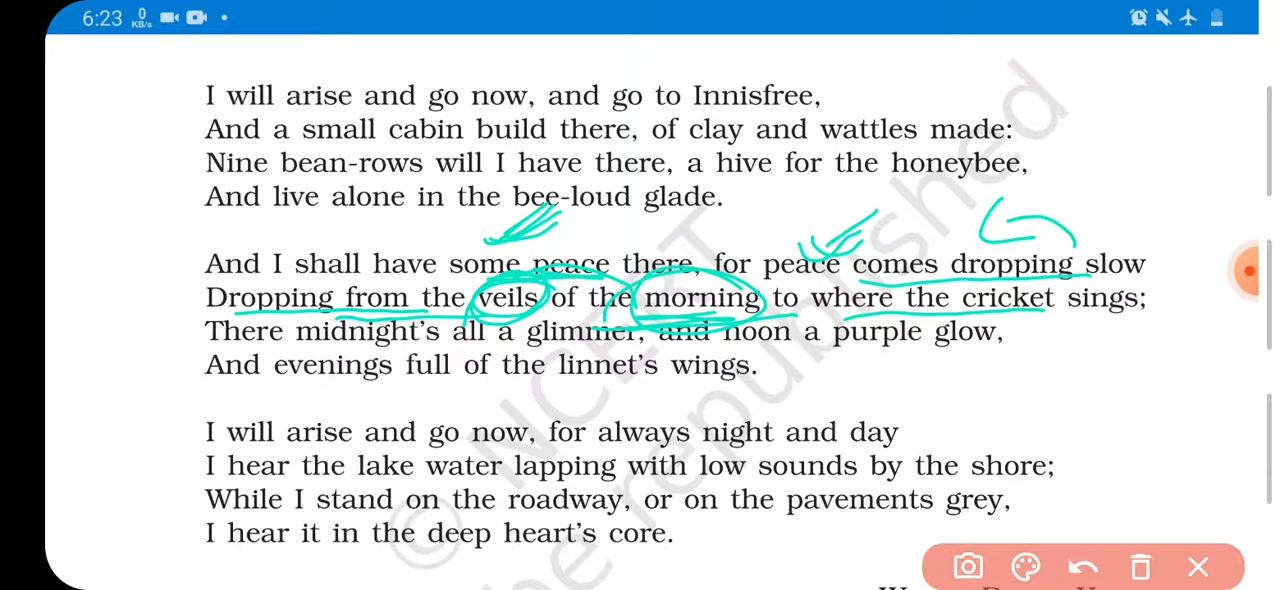 6:23 0 KB/s
I will arise and go now, and go to Innisfree,
And a small cabin build there, of clay and wattles made:
Nine bean-rows will I have there, a hive for the honeybee,
And live alone in the bee-loud glade.
And I shall have some peace there, for peace comes dropping slow
Dropping from the veils of the morning to where the cricket sings;
There midnight's all a glimmer, and noon a purple glow,
And evenings full of the linnet's wings.
I will arise and go now, for always night and day
I hear the lake water lapping with low sounds by the shore;
While I stand on the roadway, or on the pavements grey,
I hear it in the deep heart's core.
© NCERT
be republished